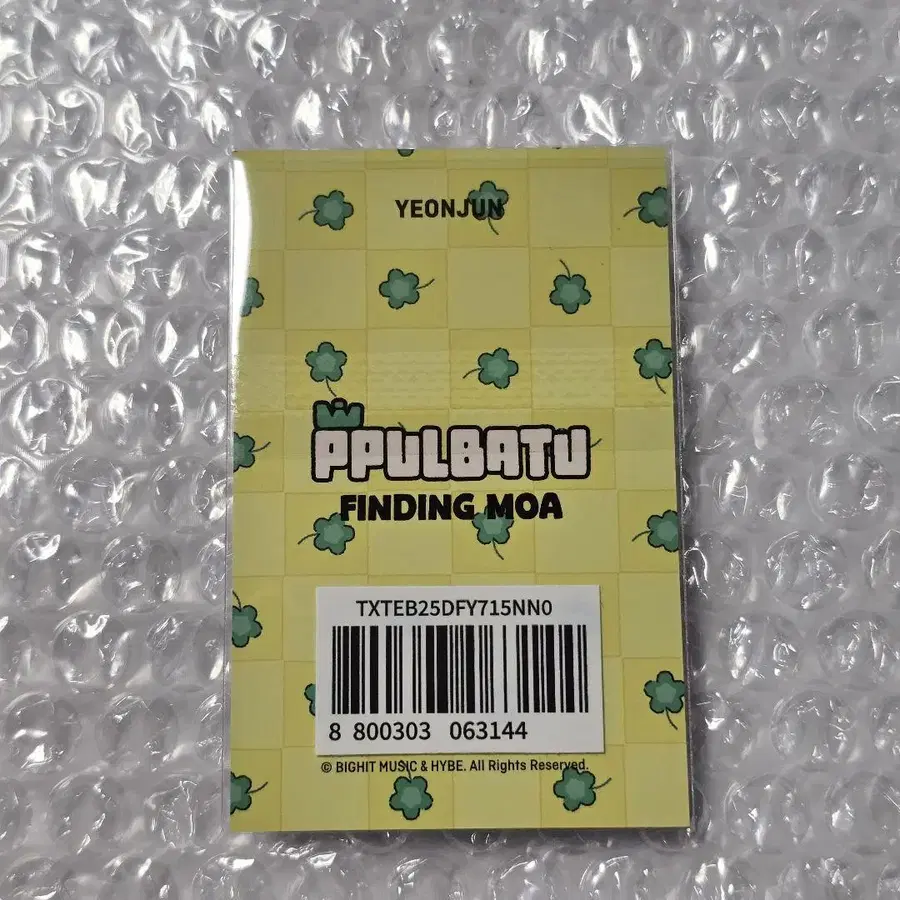 YEONJUN
PPULBATU
FINDING MOA
TXTEB25DFY715NN0
8 800303 063144
© BIGHIT MUSIC & HYBE. All Rights Reserved.